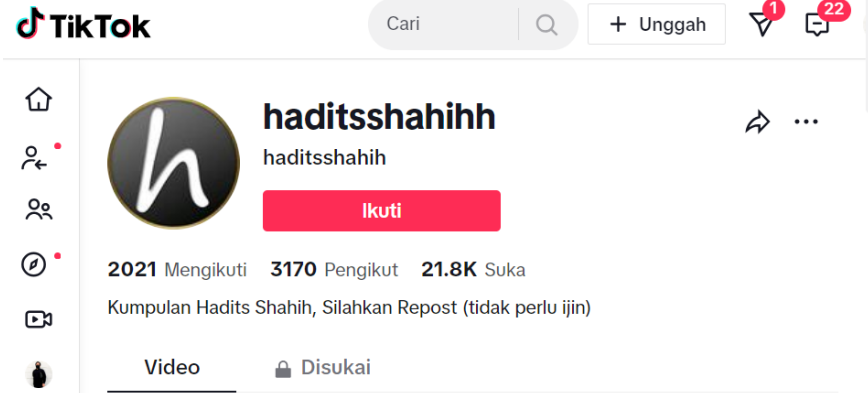 TikTok
Cari
+ Unggah
1
22
haditsshahihh
haditsshahih
Ikuti
2021 Mengikuti 3170 Pengikut 21.8K Suka
Kumpulan Hadits Shahih, Silahkan Repost (tidak perlu ijin)
Video Disukai